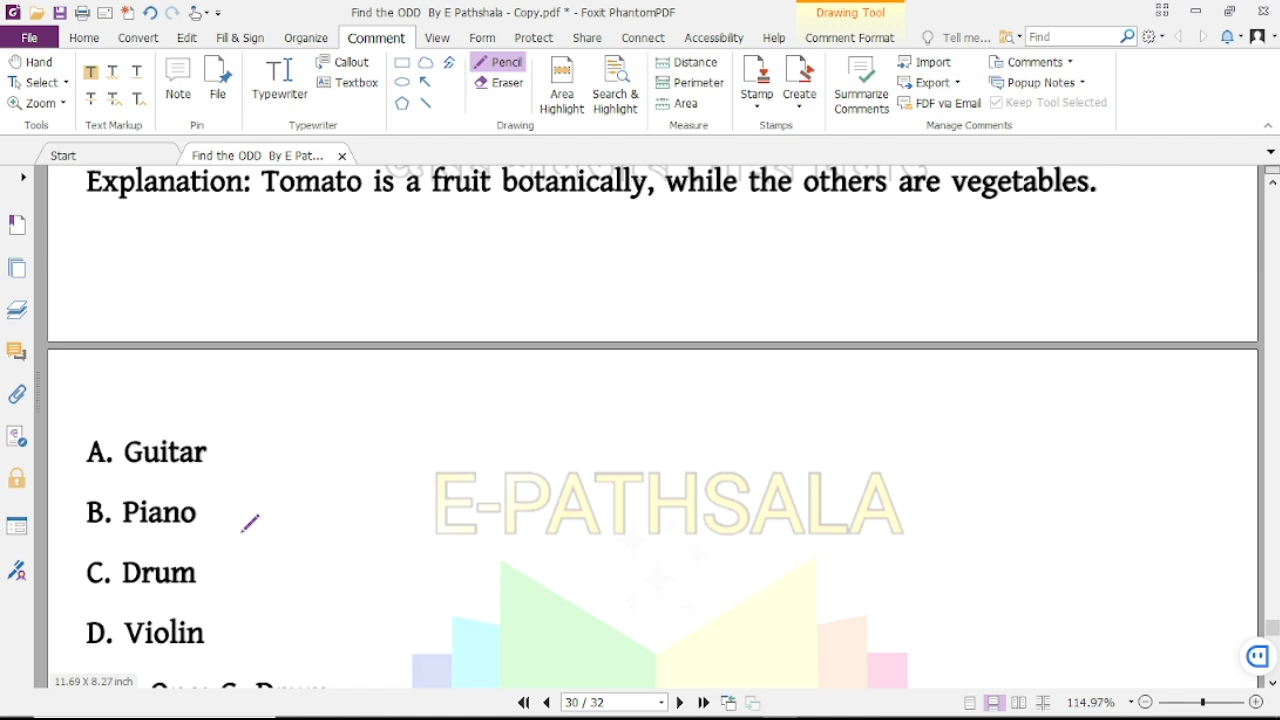 Find the ODD By E Pathshala - Copy.pdf * - Foxit PhantomPDF
Drawing Tool
File Home Convert Edit Fill & Sign Organize Comment View Form Protect Share Connect Accessibility Help Comment Format Tell me... Find
Hand
Select
Zoom
Tools
Text Markup
Note
File
Pin
Typewriter
Callout
Textbox
Typewriter
Pencil
Eraser
Area Highlight
Search & Highlight
Drawing
Distance
Perimeter
Area
Measure
Stamp
Create
Stamps
Summarize Comments
Import
Export
FDF via Email
Comments
Popup Notes
Keep Tool Selected
Manage Comments
Start
Find the ODD By E Pat...
Explanation: Tomato is a fruit botanically, while the others are vegetables.
A. Guitar
B. Piano
C. Drum
D. Violin
E-PATHSALA
11.69 X 8.27 inch
30 / 32
114.97%